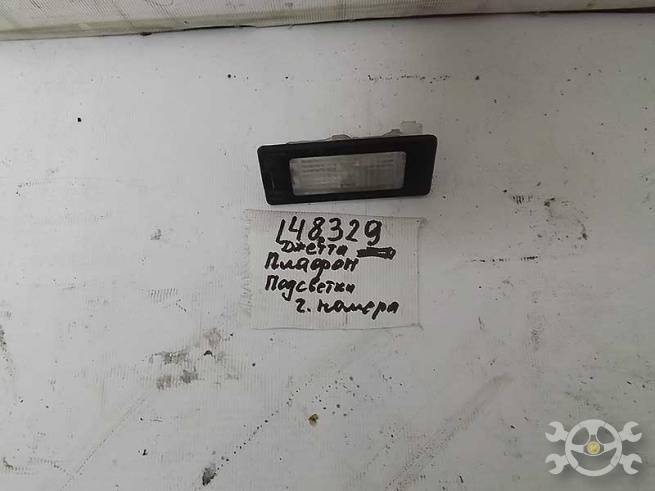 148329
Джетта
Плафон
Подсветки
г. номера